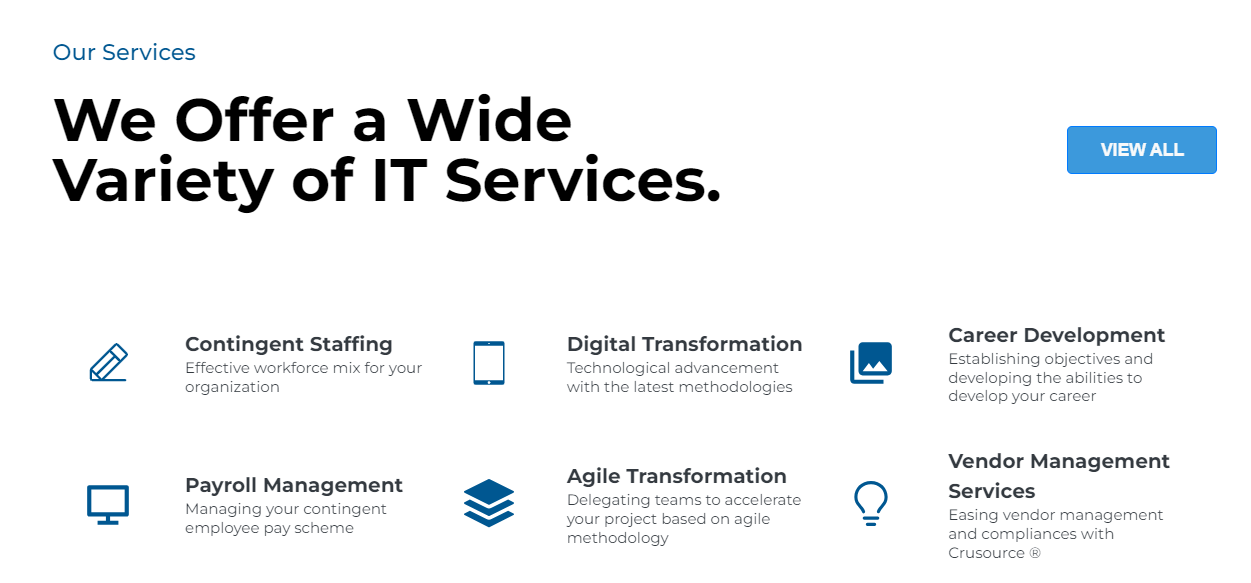 Our Services
We Offer a Wide
Variety of IT Services.
VIEW ALL
Contingent Staffing
Effective workforce mix for your
organization
Digital Transformation
Technological advancement
with the latest methodologies
Career Development
Establishing objectives and
developing the abilities to
develop your career
Payroll Management
Managing your contingent
employee pay scheme
Agile Transformation
Delegating teams to accelerate
your project based on agile
methodology
Vendor Management
Services
Easing vendor management
and compliances with
Crusource ®